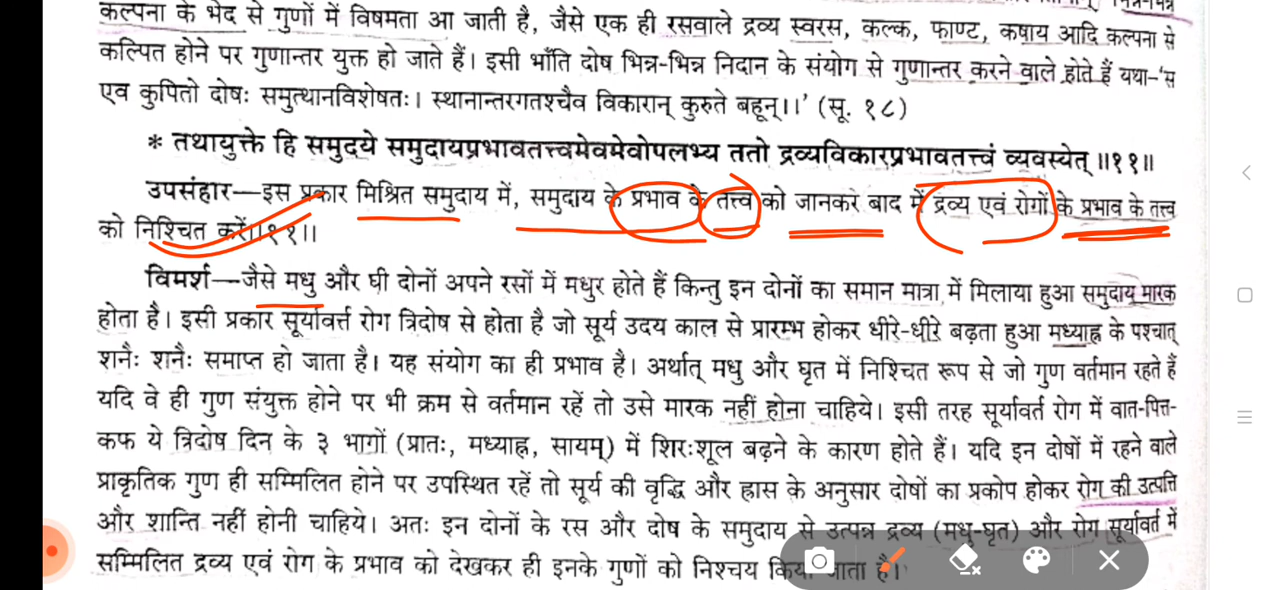 कल्पना के भेद से गुणों में विषमता आ जाती है, जैसे एक ही रसवाले द्रव्य स्वरस, कल्क, फाण्ट, कषाय आदि कल्पना से
कल्पित होने पर गुणान्तर युक्त हो जाते हैं। इसी भाँति दोष भिन्न-भिन्न निदान के संयोग से गुणान्तर करने वाले होते हैं यथा-'स
एव कुपितो दोषः समुत्थानविशेषतः। स्थानान्तरगतश्चैव विकारान् कुरुते बहून्।।' (सू. १८)
* तथायुक्ते हि समुदये समुदायप्रभावतत्त्वमेवमेवोपलभ्य ततो द्रव्यविकारप्रभावतत्त्वं व्यवस्येत् ॥११॥
उपसंहार—इस प्रकार मिश्रित समुदाय में, समुदाय के प्रभाव के तत्त्व को जानकर बाद में द्रव्य एवं रोगों के प्रभाव के तत्त्व
को निश्चित करें।।११।।
विमर्श—जैसे मधु और घी दोनों अपने रसों में मधुर होते हैं किन्तु इन दोनों का समान मात्रा में मिलाया हुआ समुदाय मारक
होता है। इसी प्रकार सूर्यावर्त्त रोग त्रिदोष से होता है जो सूर्य उदय काल से प्रारम्भ होकर धीरे-धीरे बढ़ता हुआ मध्याह्न के पश्चात्
शनैः शनैः समाप्त हो जाता है। यह संयोग का ही प्रभाव है। अर्थात् मधु और घृत में निश्चित रूप से जो गुण वर्तमान रहते हैं
यदि वे ही गुण संयुक्त होने पर भी क्रम से वर्तमान रहें तो उसे मारक नहीं होना चाहिये। इसी तरह सूर्यावर्त रोग में वात-पित्त-
कफ ये त्रिदोष दिन के ३ भागों (प्रातः, मध्याह्न, सायम्) में शिरःशूल बढ़ने के कारण होते हैं। यदि इन दोषों में रहने वाले
प्राकृतिक गुण ही सम्मिलित होने पर उपस्थित रहें तो सूर्य की वृद्धि और ह्रास के अनुसार दोषों का प्रकोप होकर रोग की उत्पत्ति
और शान्ति नहीं होनी चाहिये। अतः इन दोनों के रस और दोष के समुदाय से उत्पन्न द्रव्य (मधु-घृत) और रोग सूर्यावर्त में
सम्मिलित द्रव्य एवं रोग के प्रभाव को देखकर ही इनके गुणों को निश्चय किया जाता है।